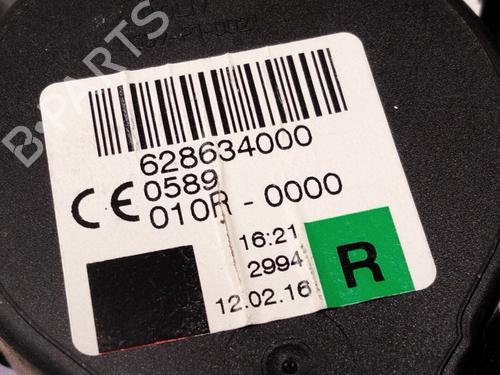 628634000
CE 0589
010R - 0000
16:21
2994
12.02.16
R
B-PARTS